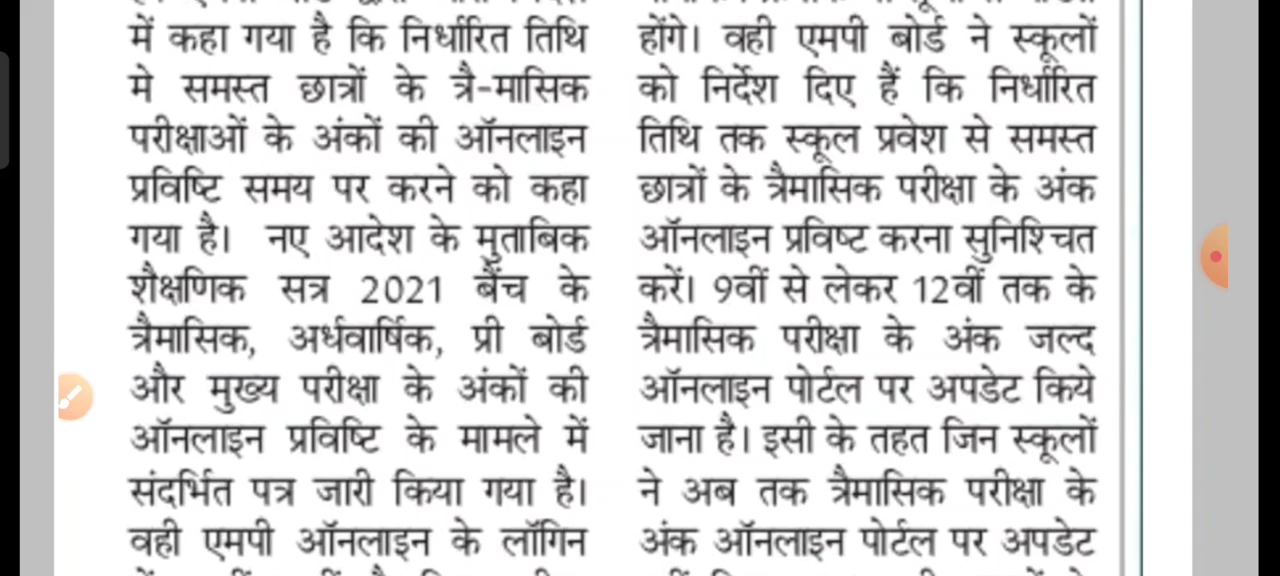 में कहा गया है कि निर्धारित तिथि
मे समस्त छात्रों के त्रै-मासिक
परीक्षाओं के अंकों की ऑनलाइन
प्रविष्टि समय पर करने को कहा
गया है। नए आदेश के मुताबिक
शैक्षणिक सत्र 2021 बैंच के
त्रैमासिक, अर्धवार्षिक, प्री बोर्ड
और मुख्य परीक्षा के अंकों की
ऑनलाइन प्रविष्टि के मामले में
संदर्भित पत्र जारी किया गया है।
वही एमपी ऑनलाइन के लॉगिन
होंगे। वही एमपी बोर्ड ने स्कूलों
को निर्देश दिए हैं कि निर्धारित
तिथि तक स्कूल प्रवेश से समस्त
छात्रों के त्रैमासिक परीक्षा के अंक
ऑनलाइन प्रविष्ट करना सुनिश्चित
करें। 9वीं से लेकर 12वीं तक के
त्रैमासिक परीक्षा के अंक जल्द
ऑनलाइन पोर्टल पर अपडेट किये
जाना है। इसी के तहत जिन स्कूलों
ने अब तक त्रैमासिक परीक्षा के
अंक ऑनलाइन पोर्टल पर अपडेट